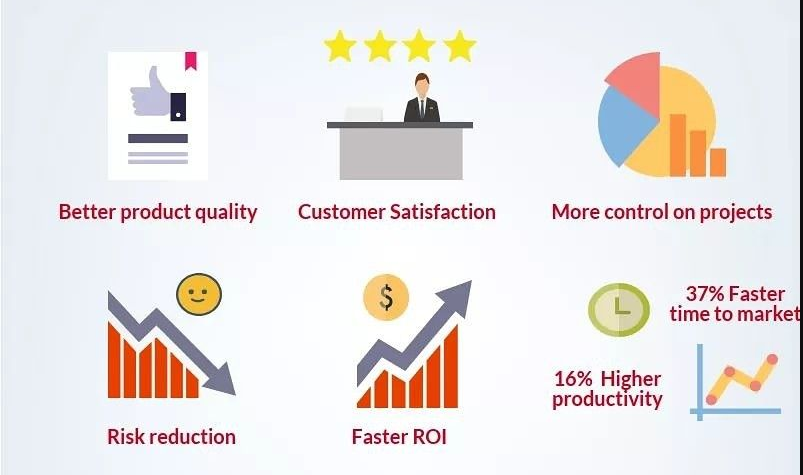 Better product quality
Customer Satisfaction
More control on projects
$
37% Faster
time to market
16% Higher
productivity
Risk reduction
Faster ROI